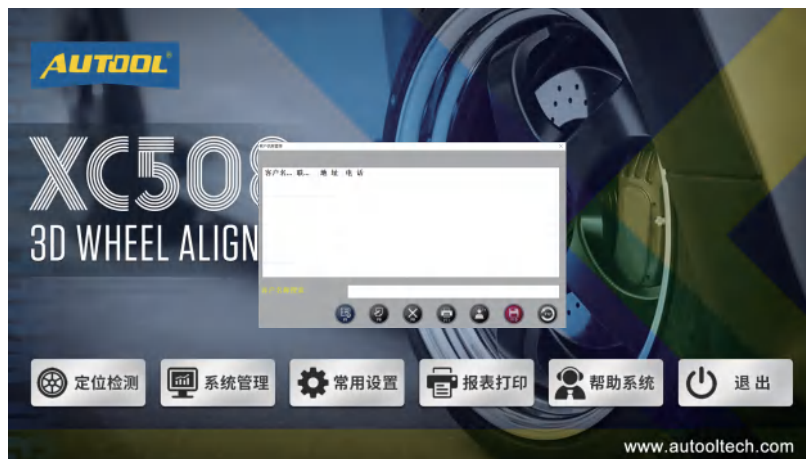 AUTOOL
XC508
3D WHEEL ALIGN
客户名... 联... 地 址 电 话
定位检测
系统管理
常用设置
报表打印
帮助系统
退出
www.autooltech.com